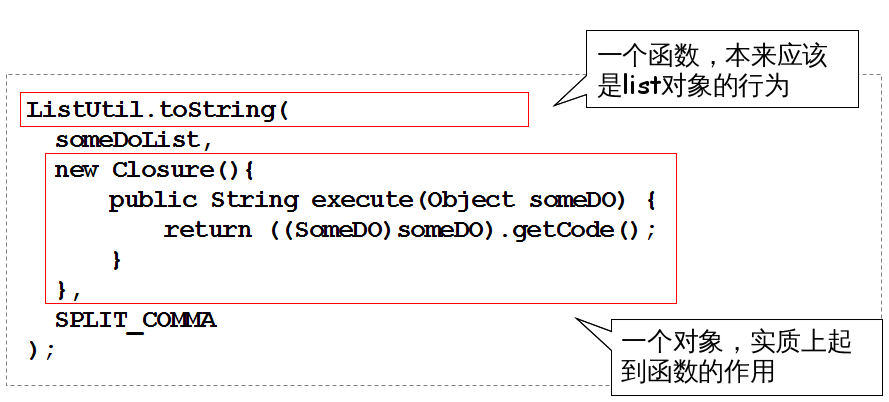 一个函数，本来应该
是list对象的行为
ListUtil.toString(
someDoList,
new Closure(){
public String execute(Object someDO) {
return ((SomeDO)someDO).getCode();
}
},
SPLIT_COMMA
);
一个对象，实质上起
到函数的作用